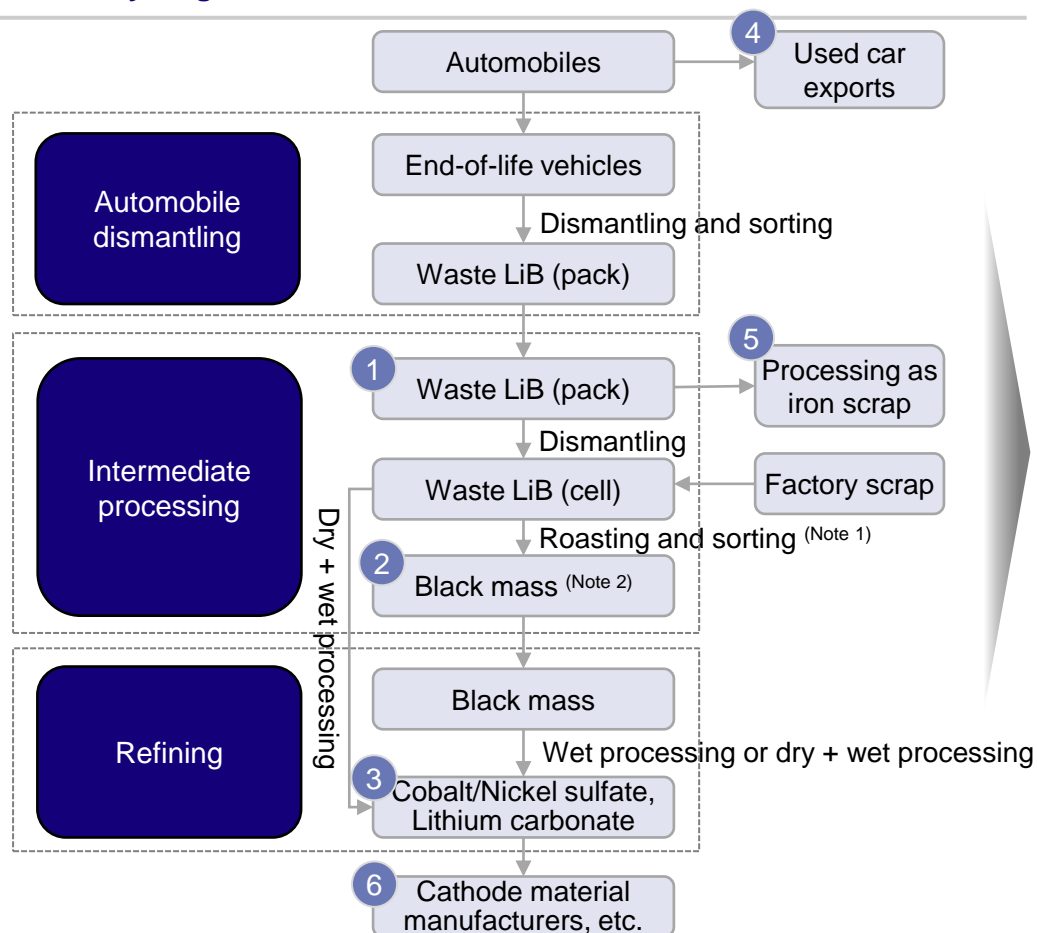 4
Automobiles
Used car
exports
Automobile
dismantling
End-of-life vehicles
Dismantling and sorting
Waste LiB (pack)
Intermediate
processing
1
Waste LiB (pack)
5
Processing as
iron scrap
Dismantling
Waste LiB (cell)
Factory scrap
Roasting and sorting (Note 1)
2
Black mass (Note 2)
Dry + wet processing
Refining
Black mass
Wet processing or dry + wet processing
3
Cobalt/Nickel sulfate,
Lithium carbonate
6
Cathode material
manufacturers, etc.